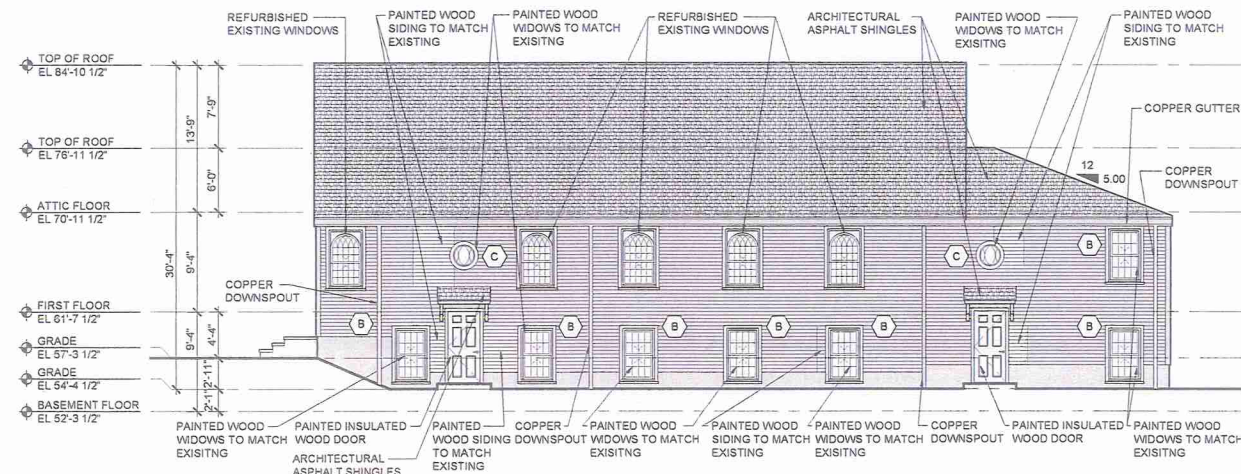 REFURBISHED
EXISTING WINDOWS
PAINTED WOOD
SIDING TO MATCH
EXISTING
PAINTED WOOD
WIDOWS TO MATCH
EXISITNG
REFURBISHED
EXISTING WINDOWS
ARCHITECTURAL
ASPHALT SHINGLES
PAINTED WOOD
WIDOWS TO MATCH
EXISITNG
PAINTED WOOD
SIDING TO MATCH
EXISTING
TOP OF ROOF
EL 84'-10 1/2"
TOP OF ROOF
EL 76'-11 1/2"
ATTIC FLOOR
EL 70'-11 1/2"
FIRST FLOOR
EL 61'-7 1/2"
GRADE
EL 57'-3 1/2"
GRADE
EL 54'-4 1/2"
BASEMENT FLOOR
EL 52'-3 1/2"
30'-4"
13'-9"
9'-4"
9'-4"
2'-1"
7'-9"
6'-0"
4'-4"
2'-11"
COPPER GUTTER
12
5.00
COPPER
DOWNSPOUT
C
C
B
COPPER
DOWNSPOUT
B
B
B
B
B
B
PAINTED WOOD
WIDOWS TO MATCH
EXISITNG
PAINTED INSULATED
WOOD DOOR
ARCHITECTURAL
ASPHALT SHINGLES
PAINTED
WOOD SIDING
TO MATCH
EXISTING
COPPER
DOWNSPOUT
PAINTED WOOD
WIDOWS TO MATCH
EXISITNG
PAINTED WOOD
SIDING TO MATCH
EXISTING
PAINTED WOOD
WIDOWS TO MATCH
EXISITNG
COPPER
DOWNSPOUT
PAINTED INSULATED
WOOD DOOR
PAINTED WOOD
WIDOWS TO MATCH
EXISITNG